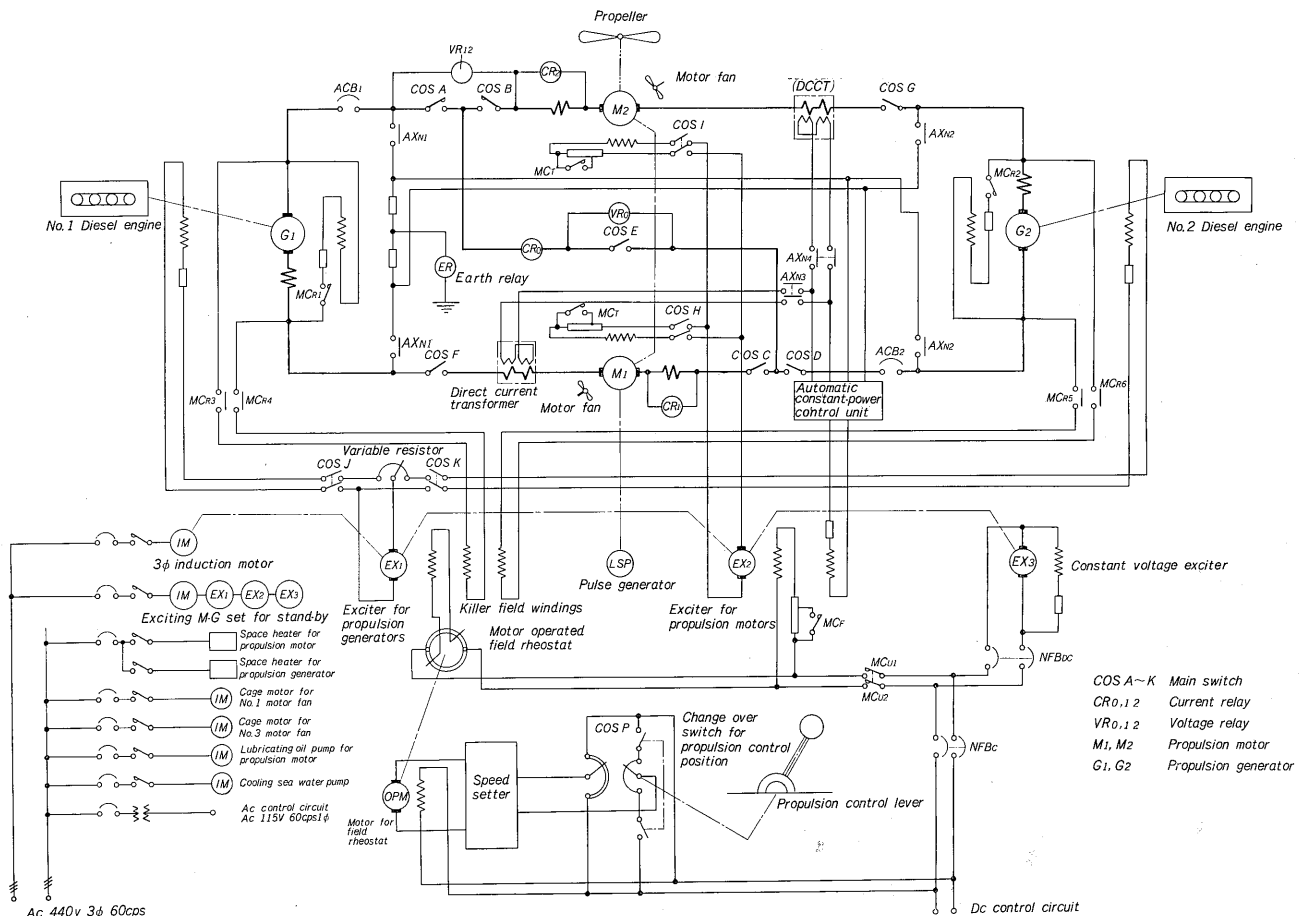 Propeller
VR12
CR2
ACB1
COS A
COS B
M2
Motor fan
(DCCT)
COS G
AXN1
COS I
AXN2
MCT
MCR2
No.1 Diesel engine
G1
VR0
COS E
CR0
G2
No.2 Diesel engine
ER
Earth relay
AXN4
AXN3
MCR1
MCT
COS H
AXN1
COS F
Direct current
transformer
Motor fan
M1
CR1
COS C
COS D
ACB2
AXN2
Automatic
constant-power
control unit
MCR3
MCR4
MCR5
MCR6
Variable resistor
COS J
COS K
IM
3φ induction motor
EX1
LSP
Pulse generator
EX2
EX3
Constant voltage exciter
IM
EX1
EX2
EX3
Exciting M-G set for stand-by
Exciter for
propulsion
generators
Killer field windings
Motor operated
field rheostat
Exciter for
propulsion motors
MCF
Space heater for
propulsion motor
Space heater for
propulsion generator
MCU1
MCU2
NFBDC
IM
Cage motor for
No.1 motor fan
IM
Cage motor for
No.3 motor fan
IM
Lubricating oil pump for
propulsion motor
IM
Cooling sea water pump
Ac control circuit
Ac 115V 60cps1φ
OPM
Motor for
field
rheostat
Speed
setter
COS P
Change over
switch for
propulsion control
position
Propulsion control lever
NFBC
COS A~K Main switch
CR0,12 Current relay
VR0,12 Voltage relay
M1, M2 Propulsion motor
G1, G2 Propulsion generator
Ac 440v 3φ 60cps
Dc control circuit